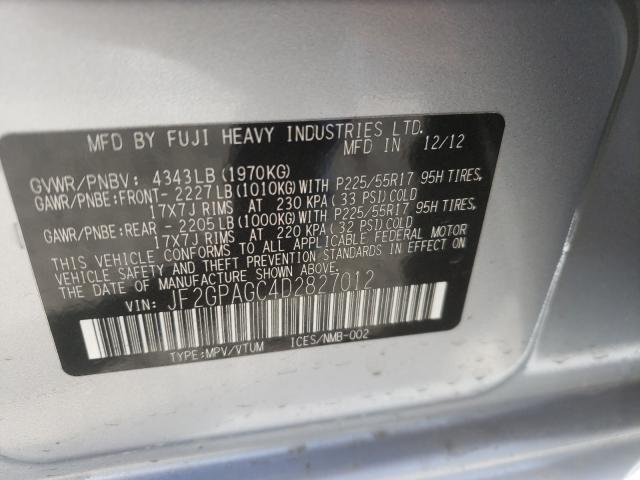 MFD BY FUJI HEAVY INDUSTRIES LTD.
MFD IN 12/12
GVWR/PNBV: 4343LB (1970KG)
GAWR/PNBE:FRONT- 2227LB(1010KG)WITH P225/55R17 95H TIRES,
17X7J RIMS AT 230 KPA (33 PSI)COLD
GAWR/PNBE:REAR - 2205LB(1000KG)WITH P225/55R17 95H TIRES,
17X7J RIMS AT 220 KPA (32 PSI)COLD
THIS VEHICLE CONFORMS TO ALL APPLICABLE FEDERAL MOTOR
VEHICLE SAFETY AND THEFT PREVENTION STANDARDS IN EFFECT ON
THE DATE OF MANUFACTURE SHOWN ABOVE.
VIN: JF2GPAGC4D2827012
TYPE:MPV/VTUM ICES/NMB-002